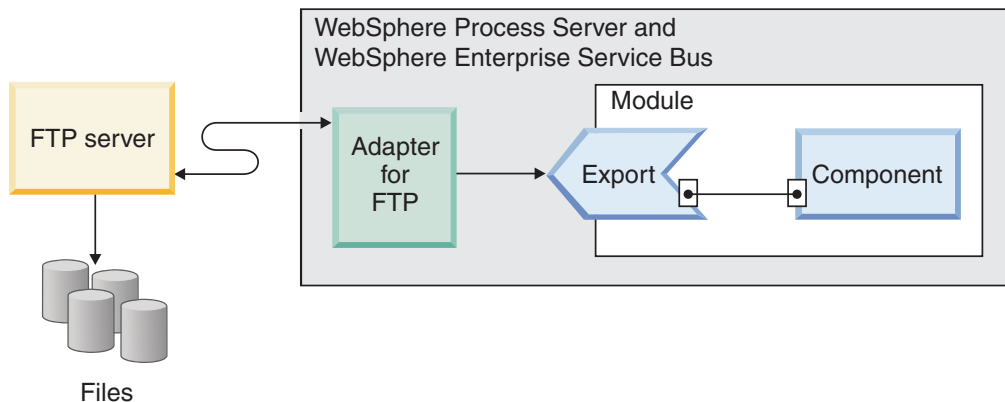 WebSphere Process Server and
WebSphere Enterprise Service Bus
Module
FTP server
Adapter
for
FTP
Export
Component
Files